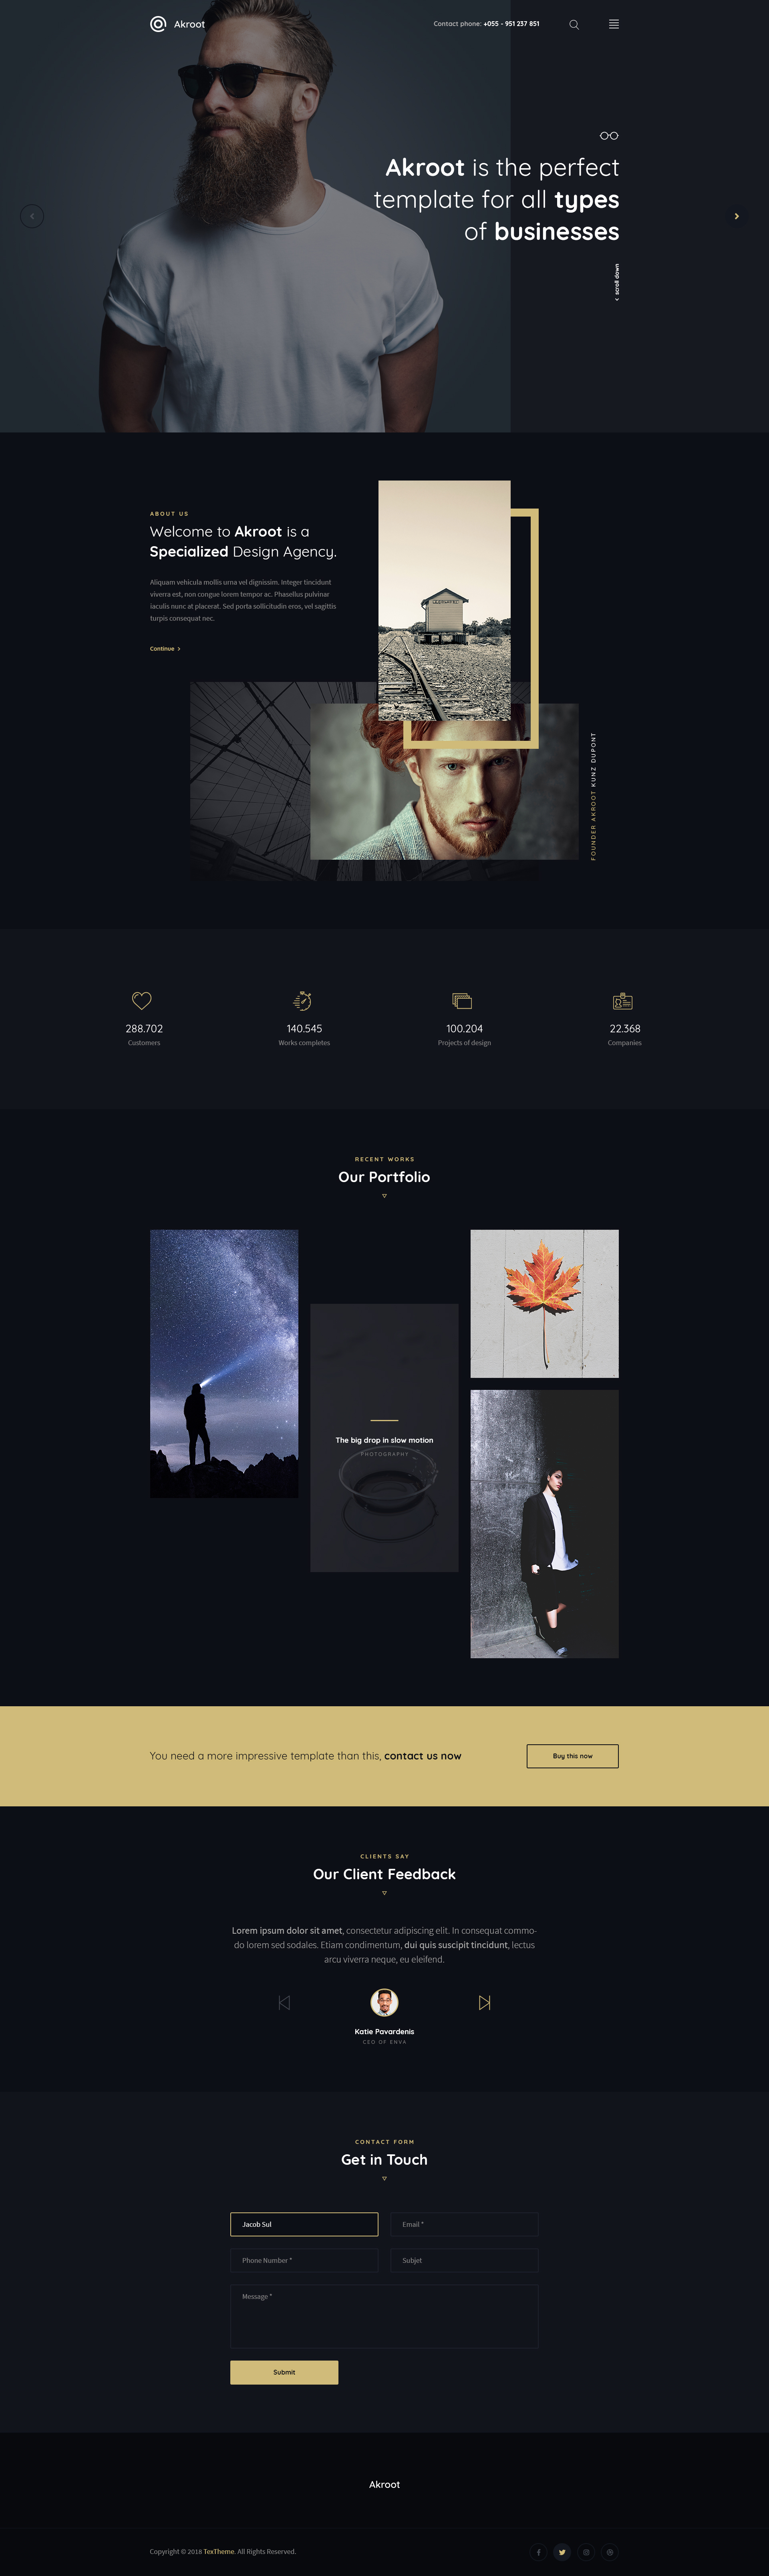 Akroot
Contact phone: +055 - 951 237 851
Akroot is the perfect
template for all types
of businesses
scroll down
ABOUT US
Welcome to Akroot is a
Specialized Design Agency.
Aliquam vehicula mollis urna vel dignissim. Integer tincidunt
viverra est, non congue lorem tempor ac. Phasellus pulvinar
iaculis nunc at placerat. Sed porta sollicitudin eros, vel sagittis
turpis consequat nec.
Continue
FOUNDER AKROOT KUNZ DUPONT
288.702
Customers
140.545
Works completes
100.204
Projects of design
22.368
Companies
RECENT WORKS
Our Portfolio
The big drop in slow motion
PHOTOGRAPHY
You need a more impressive template than this, contact us now
Buy this now
CLIENTS SAY
Our Client Feedback
Lorem ipsum dolor sit amet, consectetur adipiscing elit. In consequat commo-
do lorem sed sodales. Etiam condimentum, dui quis suscipit tincidunt, lectus
arcu viverra neque, eu eleifend.
Katie Pavardenis
CEO OF ENVA
CONTACT FORM
Get in Touch
Jacob Sul
Email *
Phone Number *
Subjet
Message *
Submit
Akroot
Copyright © 2018 TexTheme. All Rights Reserved.